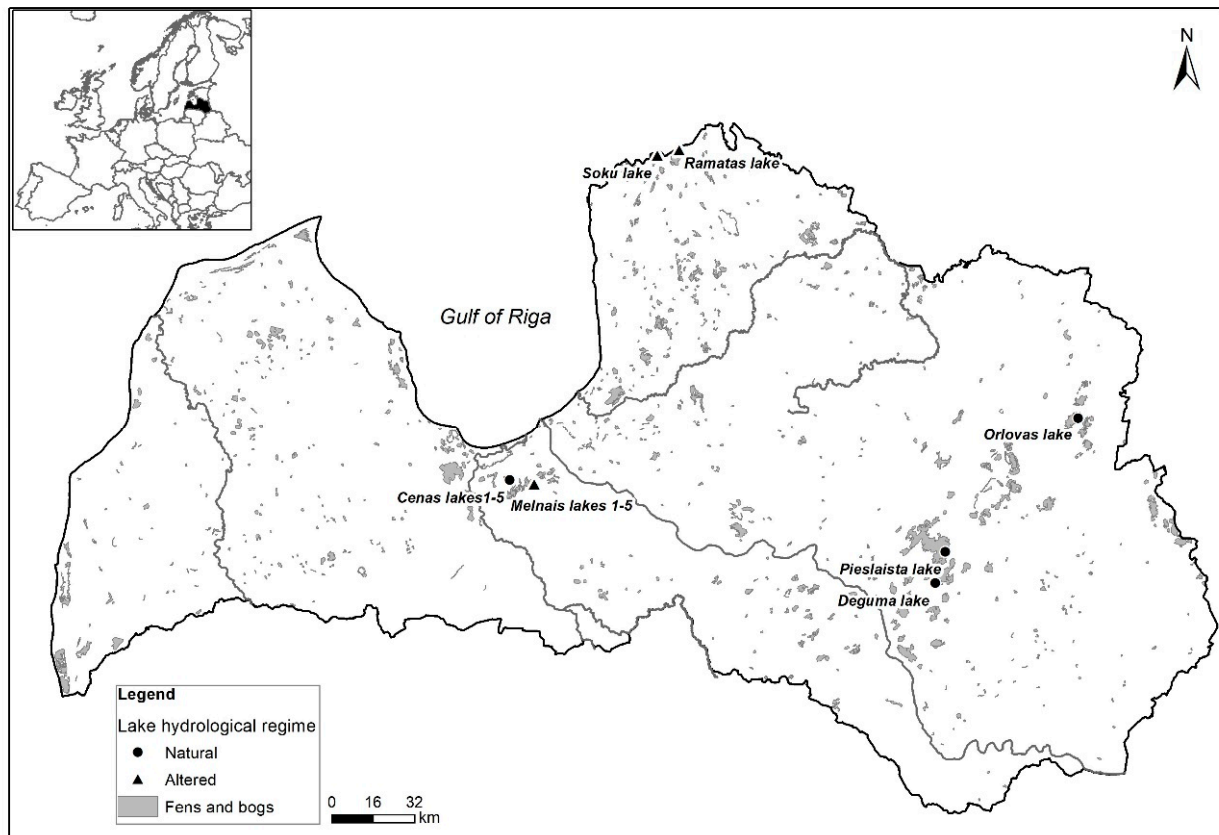 N
Soku lake
Ramatas lake
Gulf of Riga
Orlovas lake
Cenas lakes1-5
Melnais lakes 1-5
Pieslaista lake
Deguma lake
Legend
Lake hydrological regime
Natural
Altered
Fens and bogs
0 16 32
km